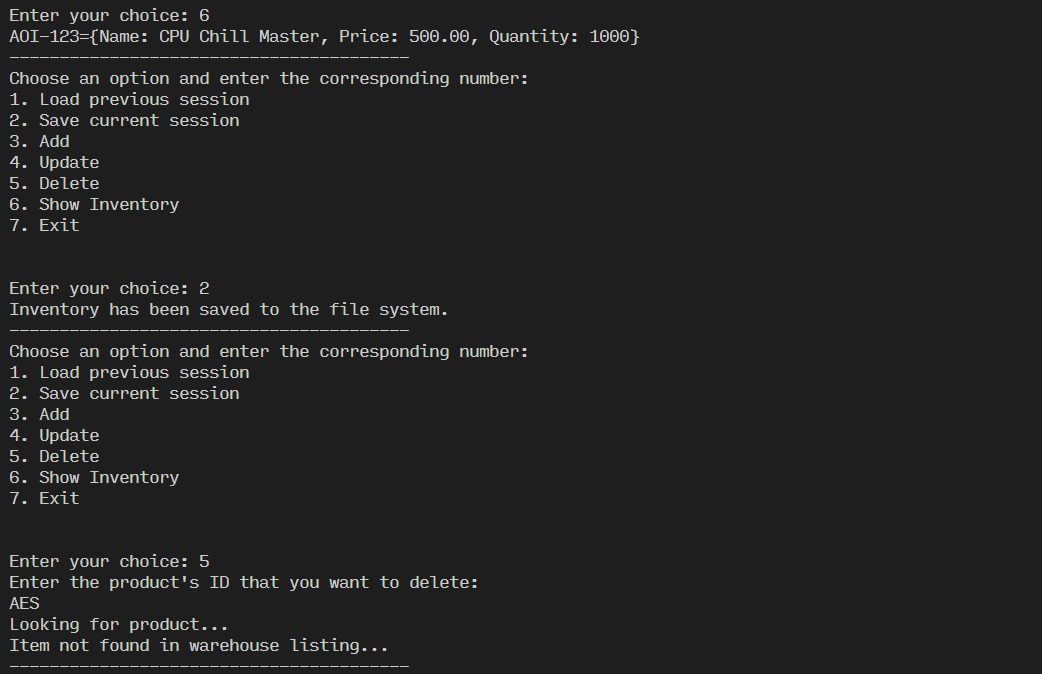 Enter your choice: 6
AOI-123={Name: CPU Chill Master, Price: 500.00, Quantity: 1000}
----------------------------------------
Choose an option and enter the corresponding number:
1. Load previous session
2. Save current session
3. Add
4. Update
5. Delete
6. Show Inventory
7. Exit
Enter your choice: 2
Inventory has been saved to the file system.
----------------------------------------
Choose an option and enter the corresponding number:
1. Load previous session
2. Save current session
3. Add
4. Update
5. Delete
6. Show Inventory
7. Exit
Enter your choice: 5
Enter the product's ID that you want to delete:
AES
Looking for product...
Item not found in warehouse listing...
----------------------------------------